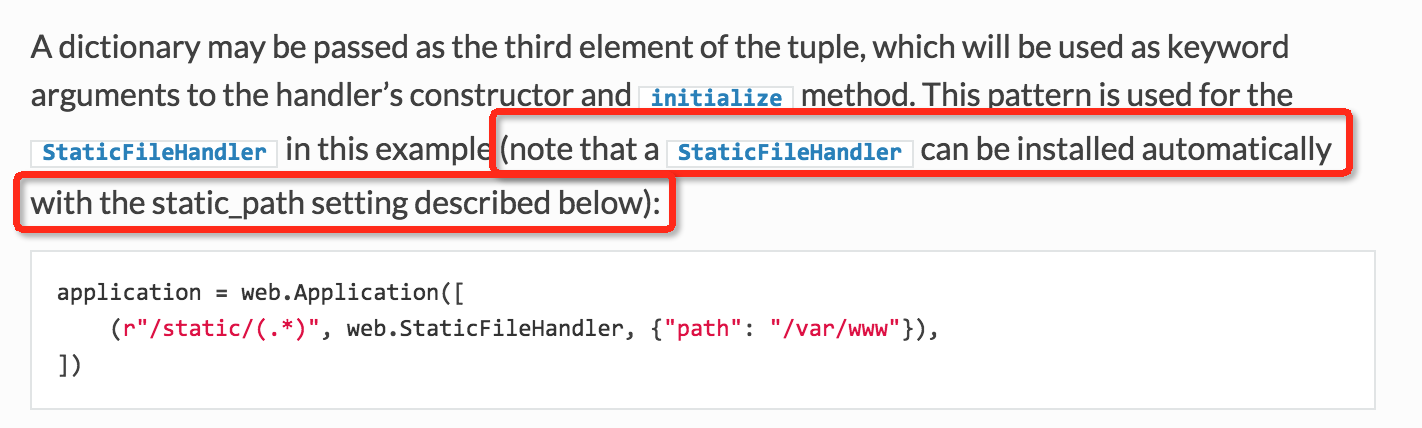 A dictionary may be passed as the third element of the tuple, which will be used as keyword
arguments to the handler’s constructor and initialize method. This pattern is used for the
StaticFileHandler in this example (note that a StaticFileHandler can be installed automatically
with the static_path setting described below):
application = web.Application([
    (r"/static/(.*)", web.StaticFileHandler, {"path": "/var/www"}),
])